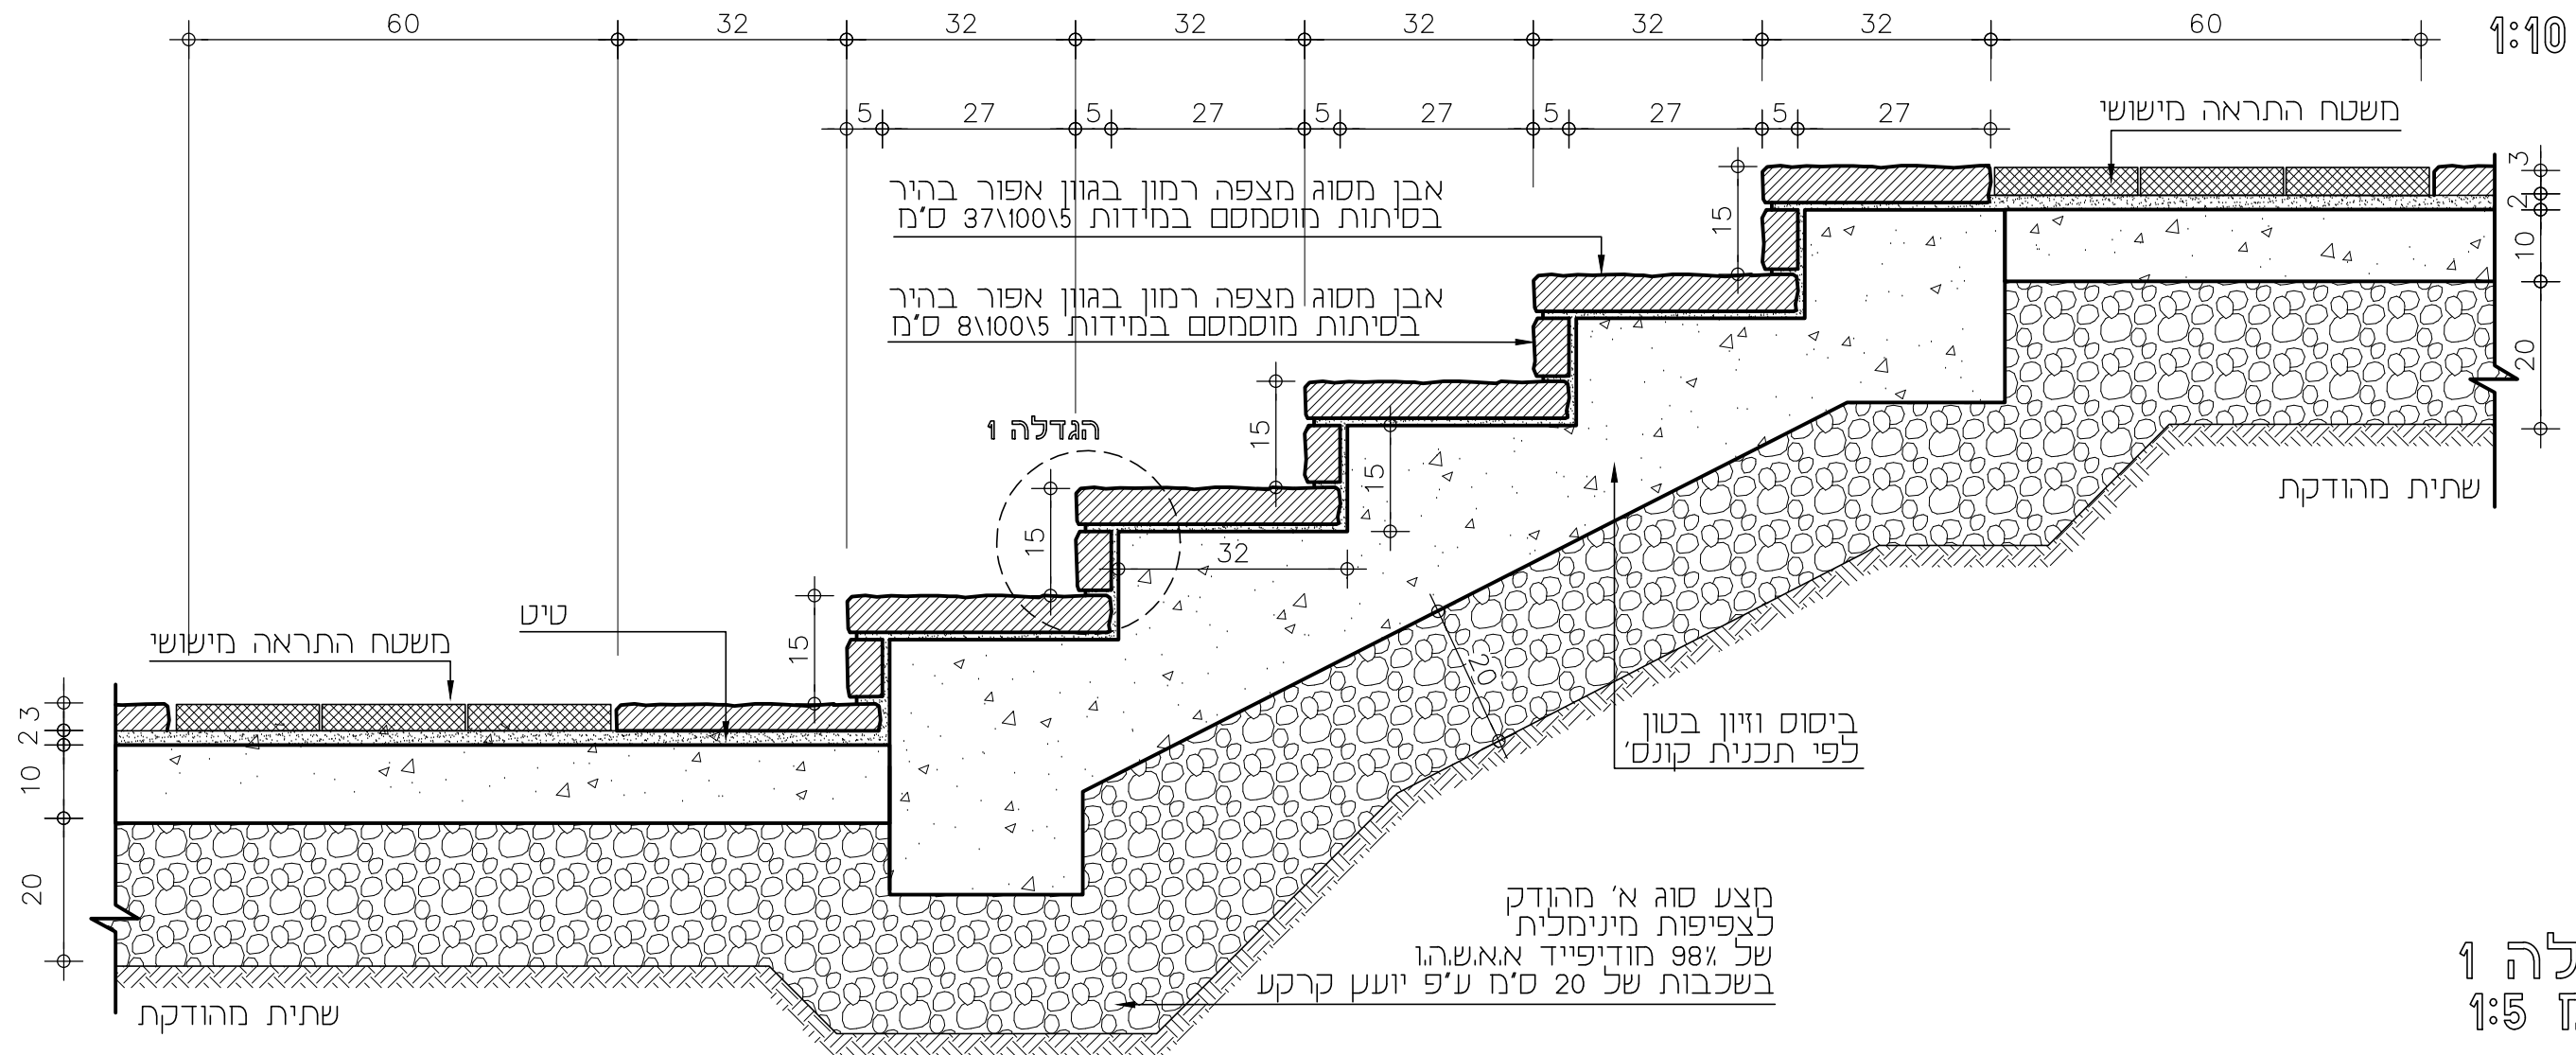 60 32 32 32 32 32 32 60
1:10
5 27 5 27 5 27 5 27 5 27
משטח התראה מישושי
אבן מסוג מצפה רמון בגוון אפור בהיר
בסיתות מוסמסם במידות 37\100\5 ס"מ
אבן מסוג מצפה רמון בגוון אפור בהיר
בסיתות מוסמסם במידות 8\100\5 ס"מ
15
15
15
15
15
15
32
3
2
10
20
הגדלה 1
שתית מהודקת
טיט
משטח התראה מישושי
3
2
10
20
20
ביסוס וזיון בטון
לפי תכנית קונס'
מצע סוג א' מהודק
לצפיפות מינימלית
של 98% מודיפייד א.א.ש.ה.ו
בשכבות של 20 ס"מ ע"פ יועץ קרקע
שתית מהודקת
לה 1
1:5